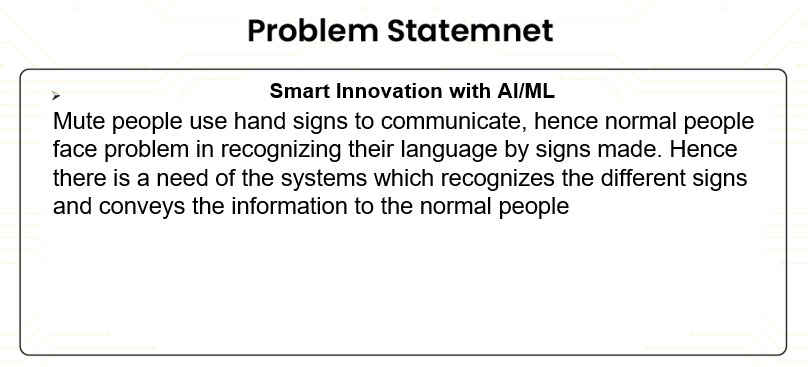 Problem Statemnet
Smart Innovation with AI/ML
Mute people use hand signs to communicate, hence normal people
face problem in recognizing their language by signs made. Hence
there is a need of the systems which recognizes the different signs
and conveys the information to the normal people